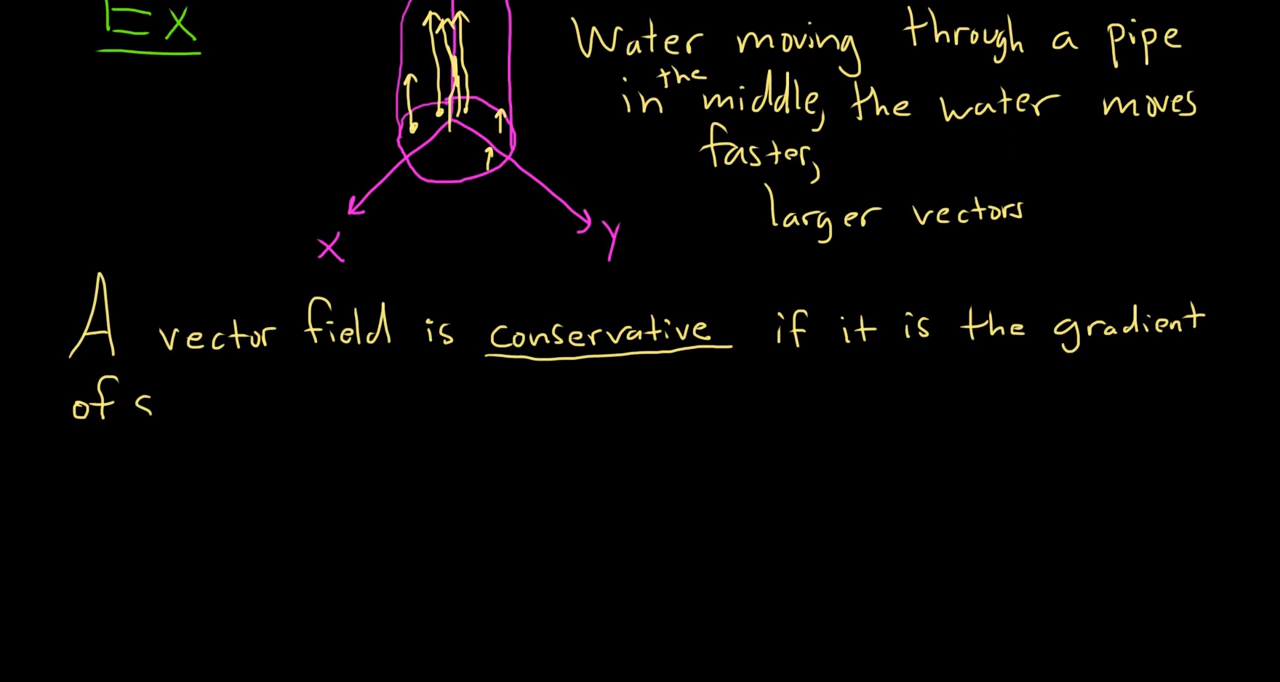 Ex
Water moving through a pipe
in the middle, the water moves
faster,
larger vectors
X
Y
A vector field is conservative if it is the gradient
of s